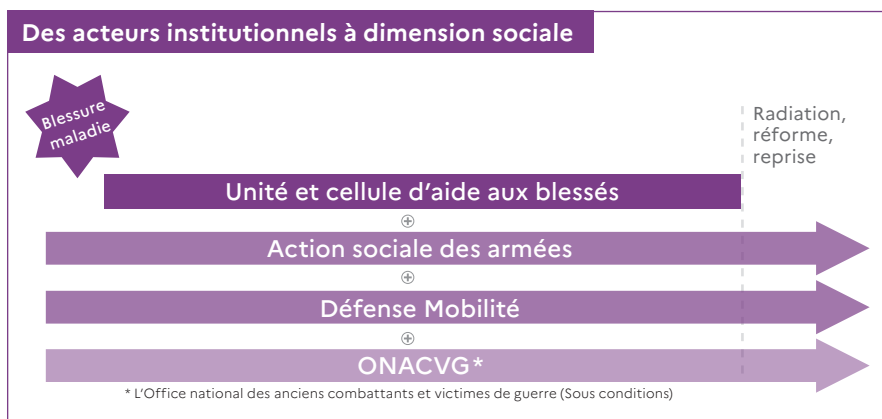 Des acteurs institutionnels à dimension sociale
Blessure
maladie
Radiation,
réforme,
reprise
Unité et cellule d'aide aux blessés
+
Action sociale des armées
+
Défense Mobilité
+
ONACVG*
* L'Office national des anciens combattants et victimes de guerre (Sous conditions)